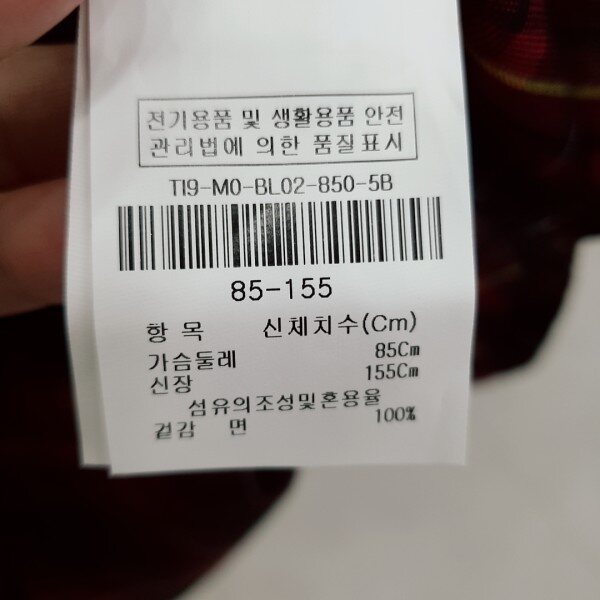 전기용품 및 생활용품 안전
관리법에 의한 품질표시
TI9-M0-BL02-850-5B
85-155
항 목 신체치수(Cm)
가슴둘레 85Cm
신장 155Cm
섬유의조성및혼용율
겉감 면 100%